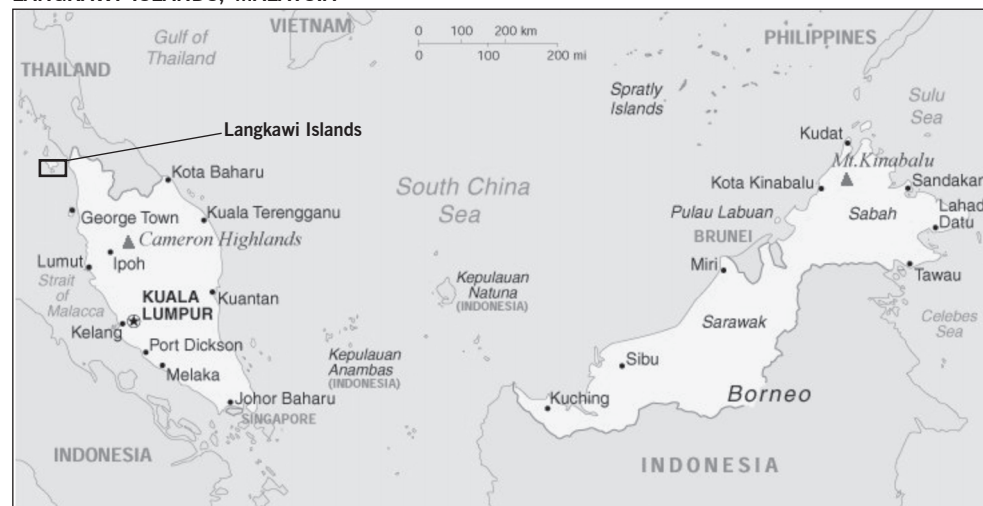 LANGKAWI ISLANDS, MALAYSIA
VIETNAM
0 100 200 km
0 100 200 mi
PHILIPPINES
Gulf of
Thailand
THAILAND
Spratly
Islands
Sulu
Sea
Langkawi Islands
Kudat
Mt.Kinabalu
Kota Baharu
South China
Sea
Kota Kinabalu
Sandakan
George Town
Kuala Terengganu
Pulau Labuan
Sabah
Lahad
Datu
Cameron Highlands
BRUNEI
Lumut
Ipoh
Miri
Tawau
Strait
of
Malacca
KUALA
LUMPUR
Kuantan
Kepulauan
Natuna
(INDONESIA)
Sarawak
Celebes
Sea
Kelang
Port Dickson
Kepulauan
Anambas
(INDONESIA)
Sibu
Melaka
Borneo
Johor Baharu
Kuching
SINGAPORE
INDONESIA
INDONESIA